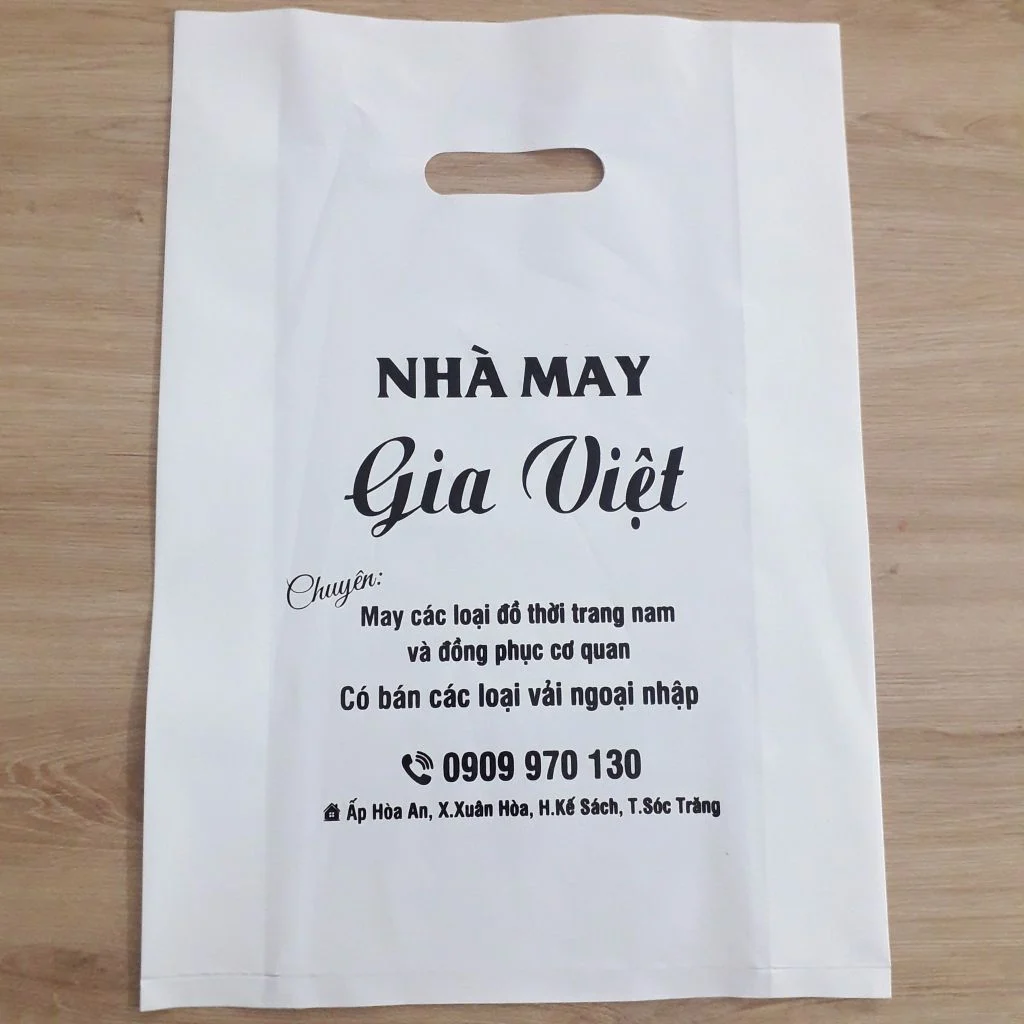 NHÀ MAY
Gia Việt
Chuyên:
May các loại đồ thời trang nam
và đồng phục cơ quan
Có bán các loại vải ngoại nhập
0909 970 130
Ấp Hòa An, X.Xuân Hòa, H.Kế Sách, T.Sóc Trăng